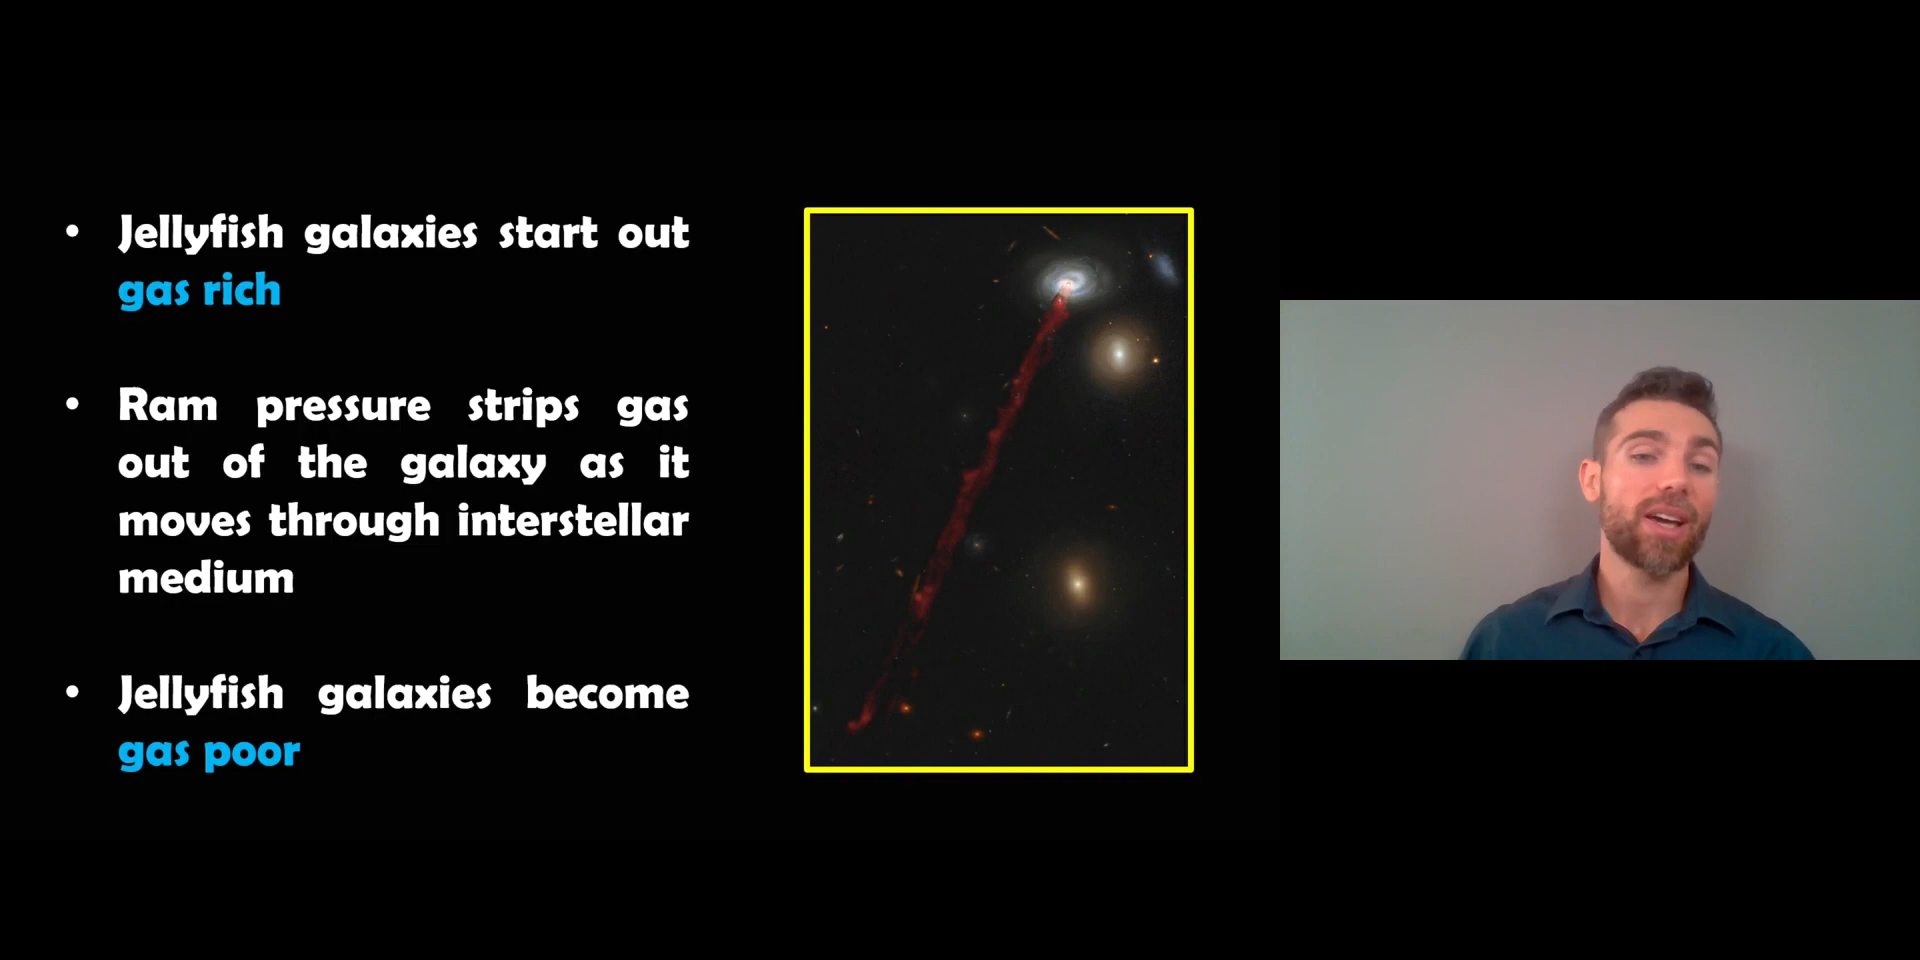 • Jellyfish galaxies start out
gas rich
• Ram pressure strips gas
out of the galaxy as it
moves through interstellar
medium
• Jellyfish galaxies become
gas poor